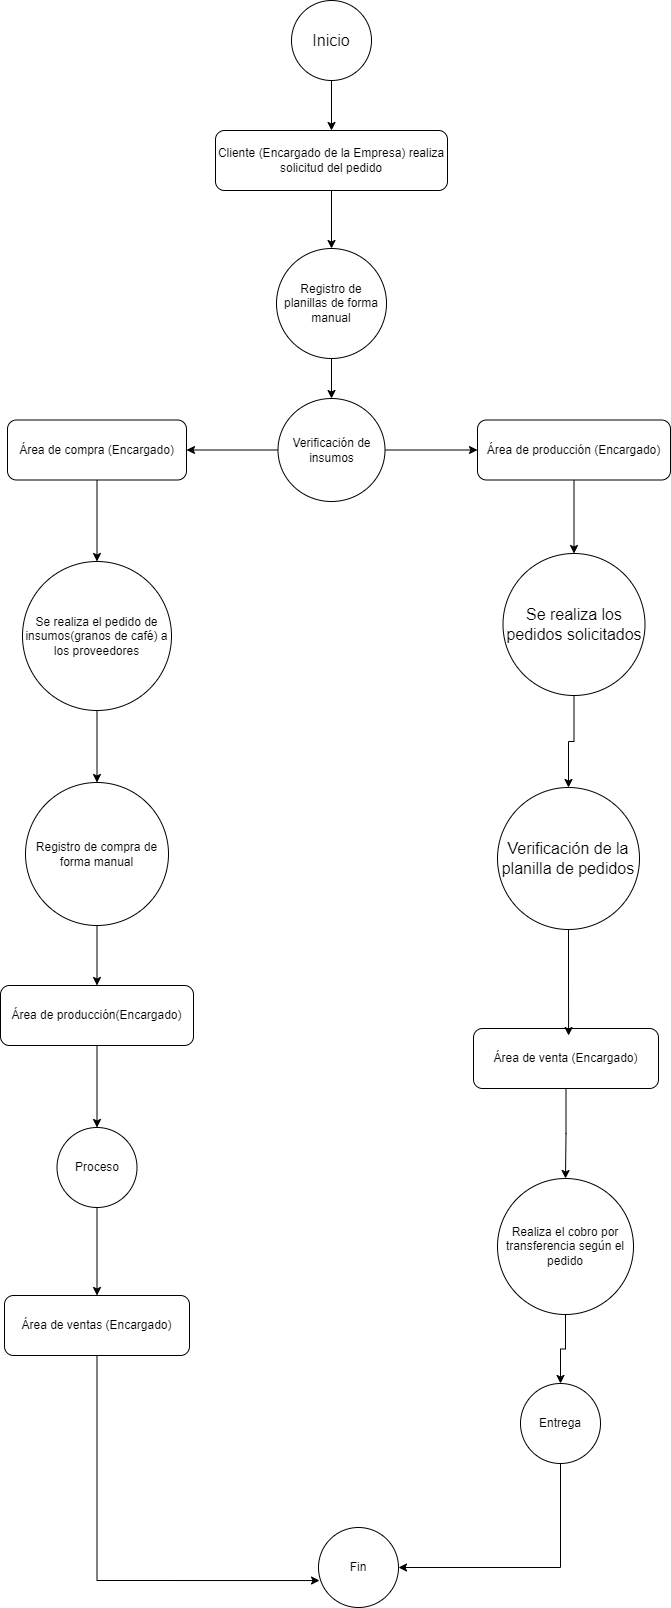 Inicio
Cliente (Encargado de la Empresa) realiza
solicitud del pedido
Registro de
planillas de forma
manual
Verificación de
insumos
Área de compra (Encargado)
Área de producción (Encargado)
Se realiza el pedido de
insumos(granos de café) a
los proveedores
Se realiza los
pedidos solicitados
Registro de compra de
forma manual
Verificación de la
planilla de pedidos
Área de producción(Encargado)
Área de venta (Encargado)
Proceso
Realiza el cobro por
transferencia según el
pedido
Área de ventas (Encargado)
Entrega
Fin